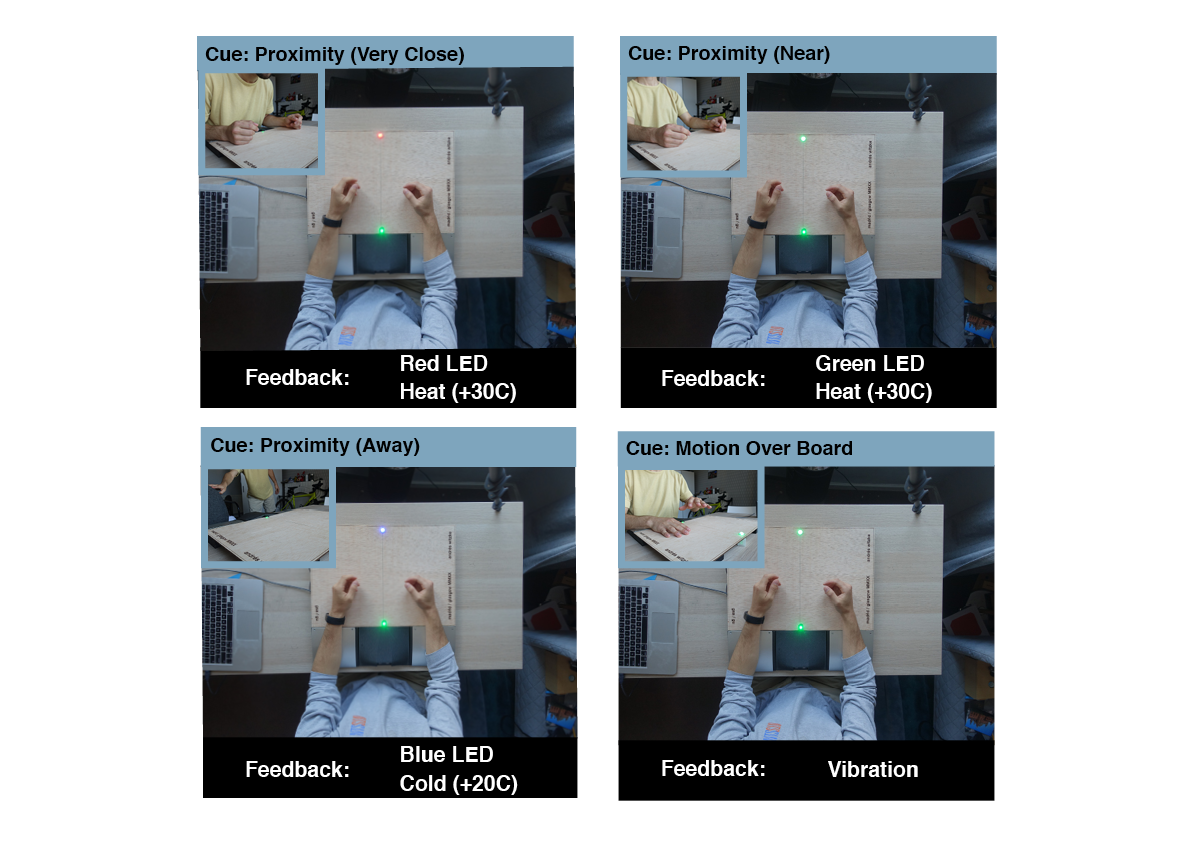 Cue: Proximity (Very Close)
Feedback:
Red LED
Heat (+30C)
Cue: Proximity (Near)
Feedback:
Green LED
Heat (+30C)
Cue: Proximity (Away)
Feedback:
Blue LED
Cold (+20C)
Cue: Motion Over Board
Feedback:
Vibration